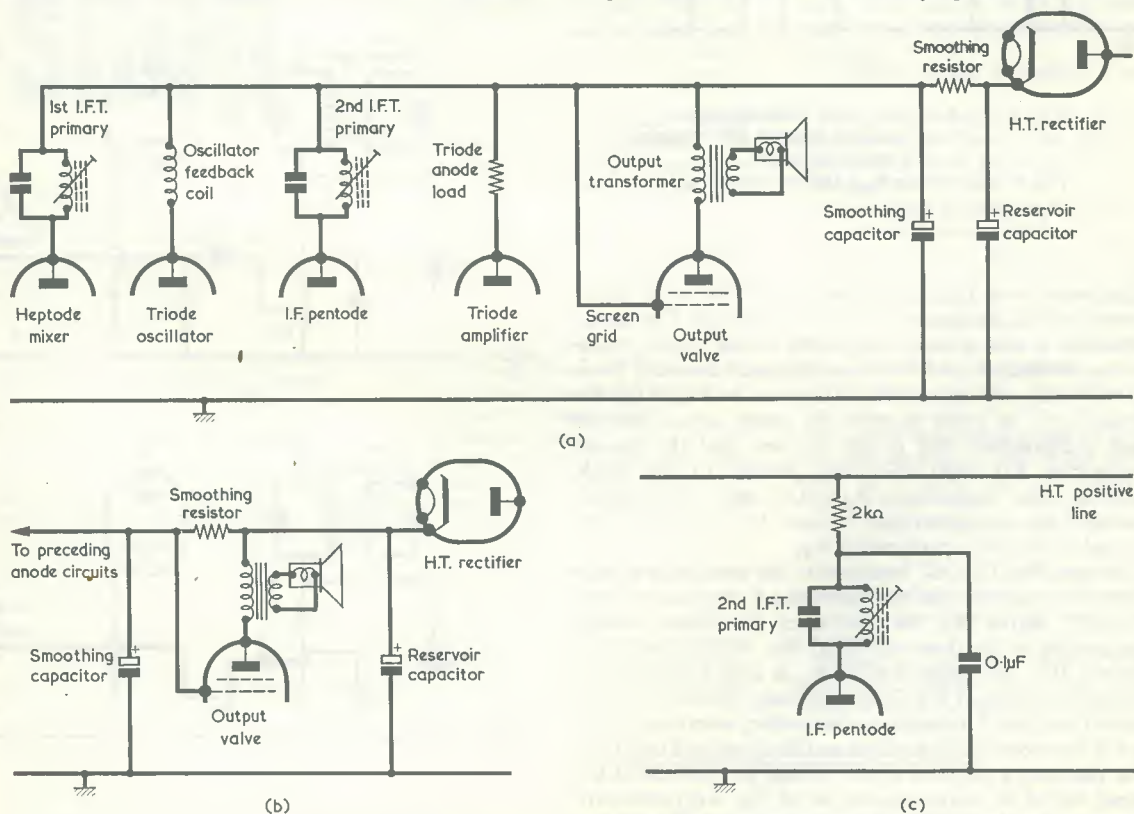 Smoothing
resistor
1st I.F.T.
primary
Oscillator
feedback
coil
2nd I.F.T.
primary
Triode
anode
load
Output
transformer
H.T. rectifier
Smoothing
capacitor
+
+
Reservoir
capacitor
Heptode
mixer
Triode
oscillator
I.F. pentode
Triode
amplifier
Screen
grid
Output
valve
(a)
Smoothing
resistor
To preceding
anode circuits
H.T. rectifier
Smoothing
capacitor
+
+
Reservoir
capacitor
Output
valve
(b)
H.T. positive
line
2kΩ
2nd I.F.T.
primary
0·1μF
I.F. pentode
(c)